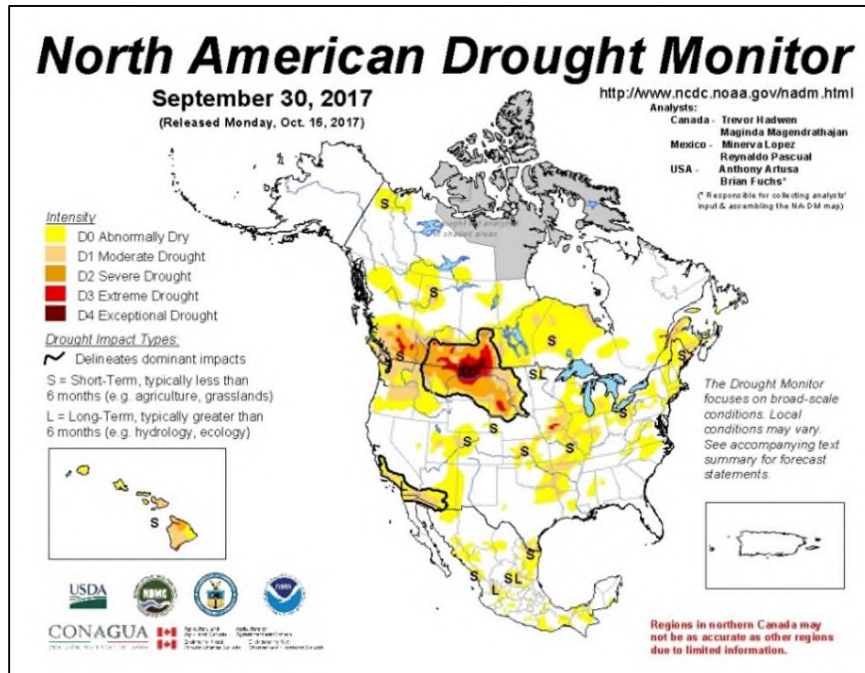 North American Drought Monitor
September 30, 2017
(Released Monday, Oct. 16, 2017)
http://www.ncdc.noaa.gov/nadm.html
Analysts:
Canada - Trevor Hadwen
Maginda Magendrathajan
Mexico - Minerva Lopez
Reynaldo Pascual
USA - Anthony Artusa
Brian Fuchs*
(* Responsible for collecting analysts'
input & assembling the NA-DM map)
Intensity
D0 Abnormally Dry
D1 Moderate Drought
D2 Severe Drought
D3 Extreme Drought
D4 Exceptional Drought
Drought Impact Types:
Delineates dominant impacts
S = Short-Term, typically less than
6 months (e.g. agriculture, grasslands)
L = Long-Term, typically greater than
6 months (e.g. hydrology, ecology)
S
shaded areas
S
S
S
S
SL
S
S
S
S
S
S
S
S
S
SL
L
The Drought Monitor
focuses on broad-scale
conditions. Local
conditions may vary.
See accompanying text
summary for forecast
statements.
USDA
NDMC
CONAGUA
Regions in northern Canada may
not be as accurate as other regions
due to limited information.